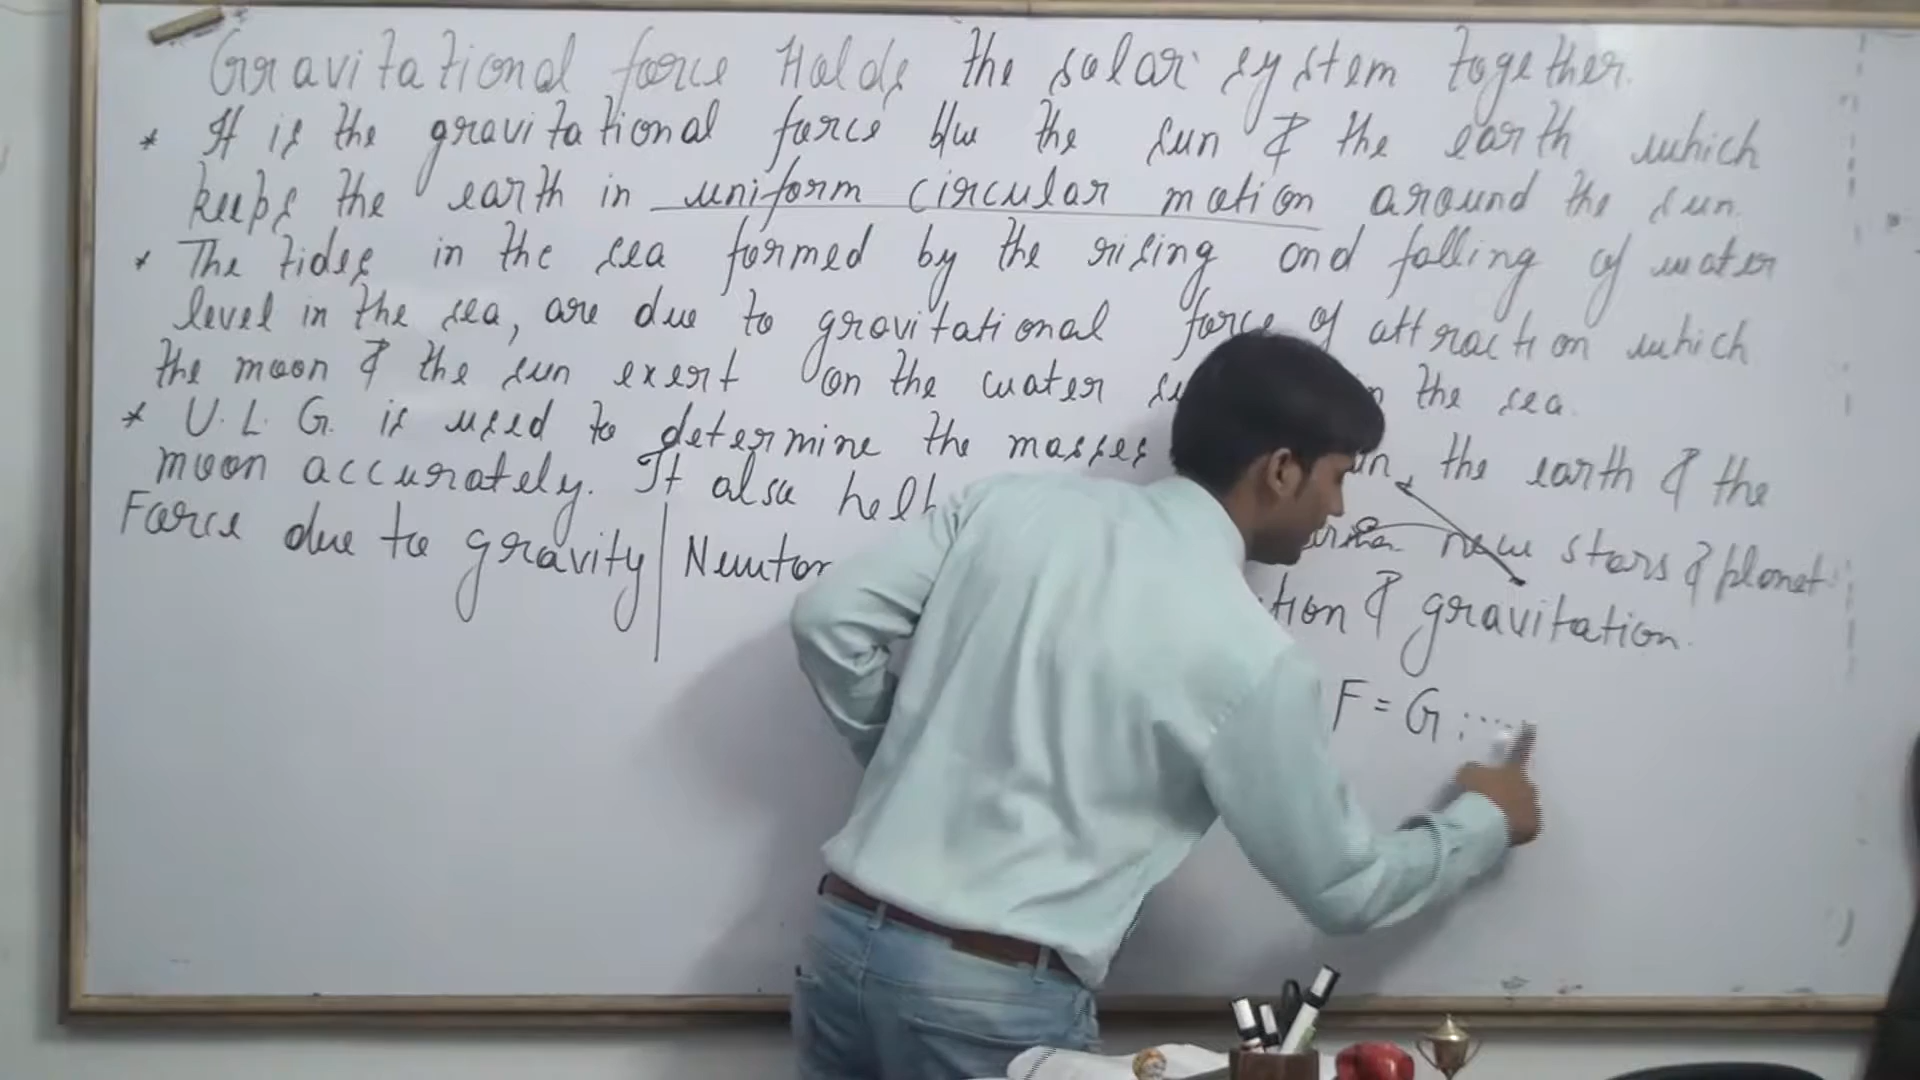 Gravitational force Holds the solar system together.
* It is the gravitational force b/w the sun & the earth which
keeps the earth in uniform circular motion around the sun.
* The tides in the sea formed by the rising and falling of water
level in the sea, are due to gravitational force of attraction which
the moon & the sun exert on the water in the sea.
* U. L. G. is used to determine the masses the earth & the
moon accurately. It also new stars & planet
Force due to gravity | Newton & gravitation.
F = G